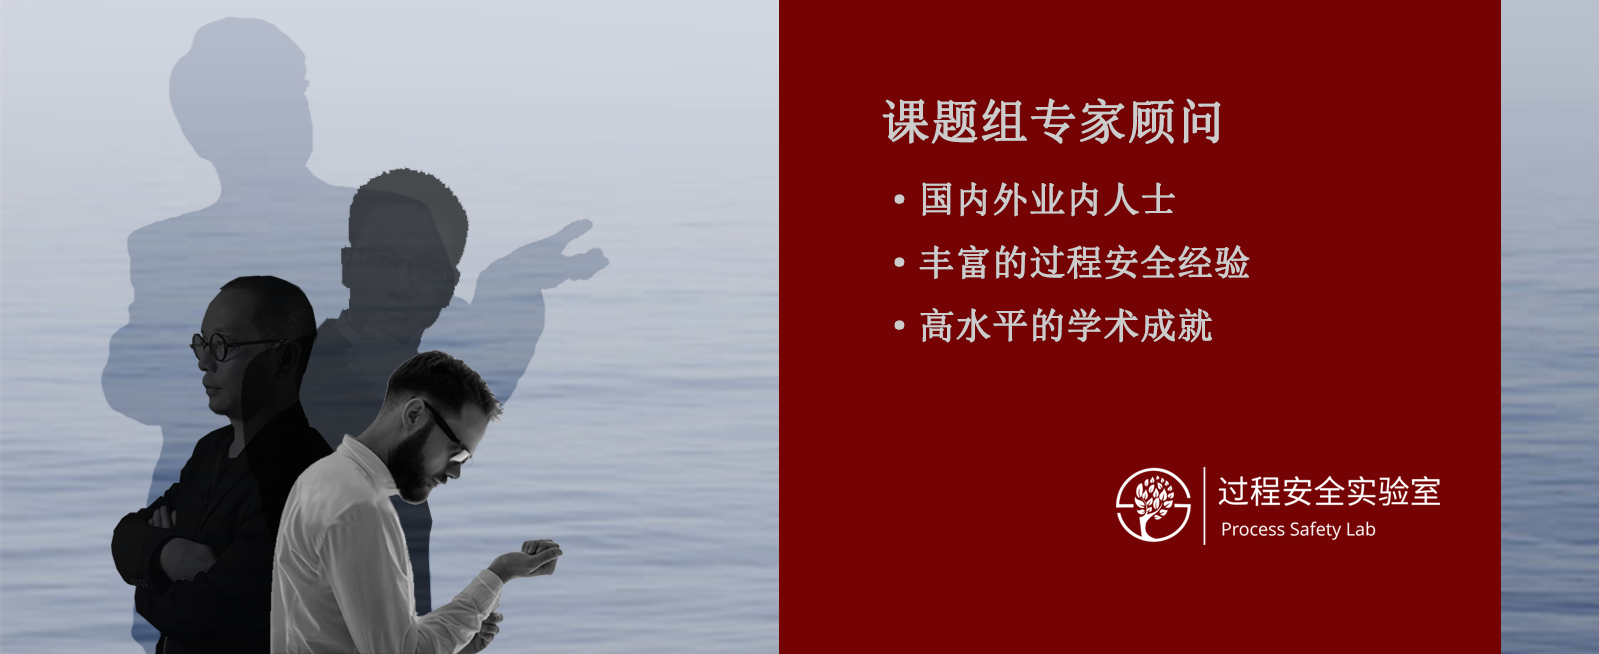 课题组专家顾问
• 国内外业内人士
• 丰富的过程安全经验
• 高水平的学术成就
过程安全实验室
Process Safety Lab